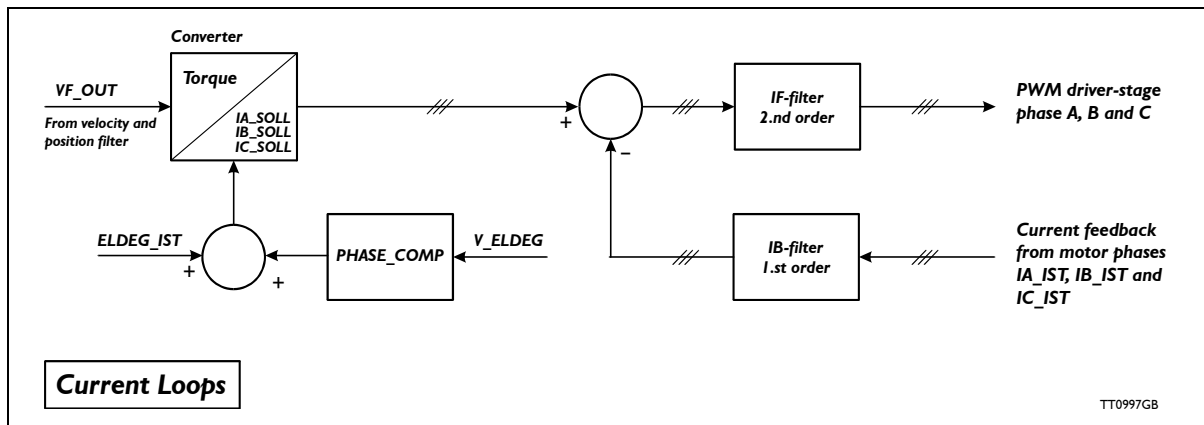 Converter
Torque
IA_SOLL
IB_SOLL
IC_SOLL
VF_OUT
From velocity and
position filter
+
−
IF-filter
2.nd order
PWM driver-stage
phase A, B and C
ELDEG_IST
+
+
PHASE_COMP
V_ELDEG
IB-filter
1.st order
Current feedback
from motor phases
IA_IST, IB_IST and
IC_IST
Current Loops
TT0997GB